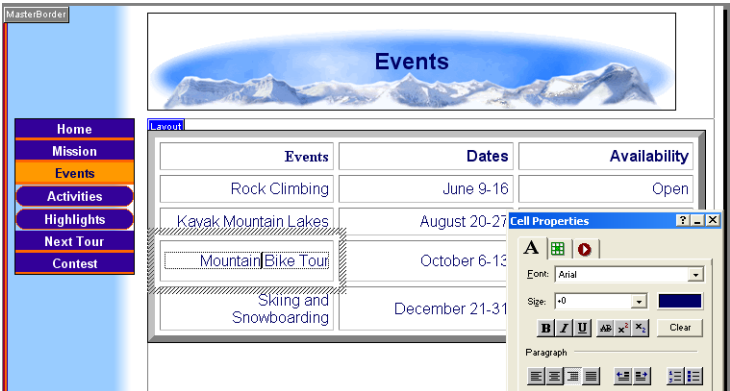 MasterBorder
Events
Home
Mission
Events
Activities
Highlights
Next Tour
Contest
Layout
Events Dates Availability
Rock Climbing June 9-16 Open
Kayak Mountain Lakes August 20-27
Mountain Bike Tour October 6-13
Skiing and
Snowboarding
December 21-31
Cell Properties
A
Font: Arial
Size: +0
B I U AB x² x₂ Clear
Paragraph